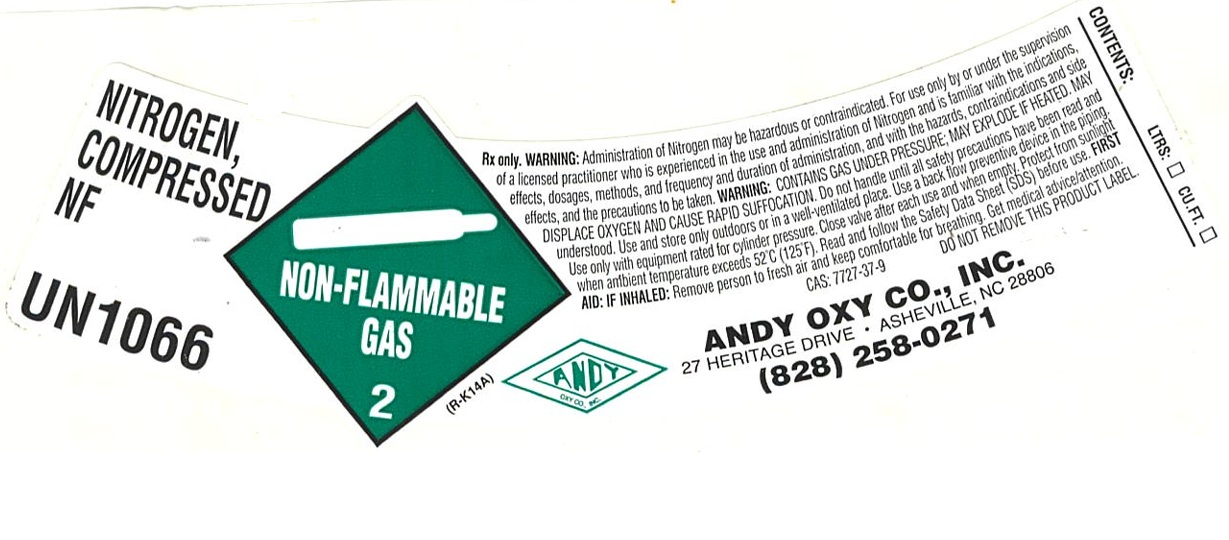 NITROGEN,
COMPRESSED
NF
UN1066
NON-FLAMMABLE
GAS
2
(R-K14A)
ANDY
OXY CO., INC.
Rx only. WARNING: Administration of Nitrogen may be hazardous or contraindicated. For use only by or under the supervision
of a licensed practitioner who is experienced in the use and administration of Nitrogen and is familiar with the indications,
effects, dosages, methods, and frequency and duration of administration, and with the hazards, contraindications and side
effects, and the precautions to be taken. WARNING: CONTAINS GAS UNDER PRESSURE; MAY EXPLODE IF HEATED. MAY
DISPLACE OXYGEN AND CAUSE RAPID SUFFOCATION. Do not handle until all safety precautions have been read and
understood. Use and store only outdoors or in a well-ventilated place. Use a back flow preventive device in the piping.
Use only with equipment rated for cylinder pressure. Close valve after each use and when empty. Protect from sunlight
when ambient temperature exceeds 52°C (125°F). Read and follow the Safety Data Sheet (SDS) before use. FIRST
AID: IF INHALED: Remove person to fresh air and keep comfortable for breathing. Get medical advice/attention.
CAS: 7727-37-9 DO NOT REMOVE THIS PRODUCT LABEL.
ANDY OXY CO., INC.
27 HERITAGE DRIVE • ASHEVILLE, NC 28806
(828) 258-0271
CONTENTS:
LTRS: ☐ CU.FT. ☐